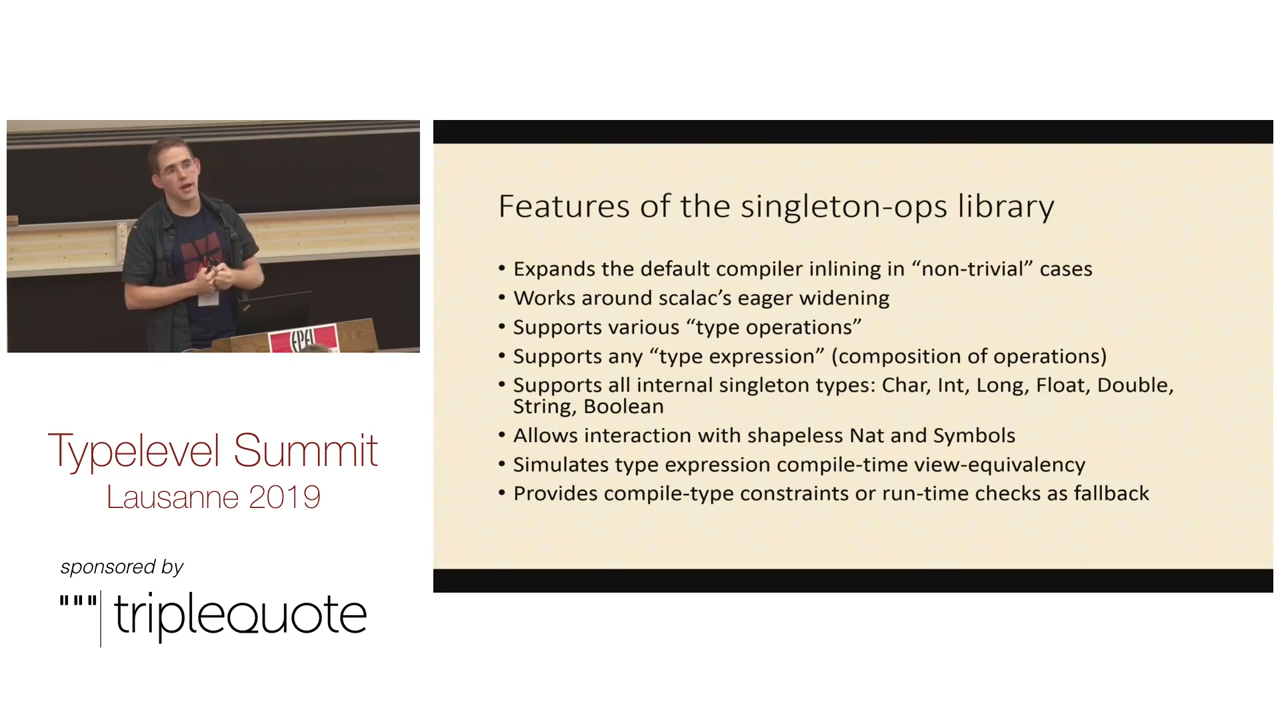 EPFL
Typelevel Summit
Lausanne 2019
sponsored by
triplequote
Features of the singleton-ops library
• Expands the default compiler inlining in “non-trivial” cases
• Works around scalac’s eager widening
• Supports various “type operations”
• Supports any “type expression” (composition of operations)
• Supports all internal singleton types: Char, Int, Long, Float, Double,
String, Boolean
• Allows interaction with shapeless Nat and Symbols
• Simulates type expression compile-time view-equivalency
• Provides compile-type constraints or run-time checks as fallback